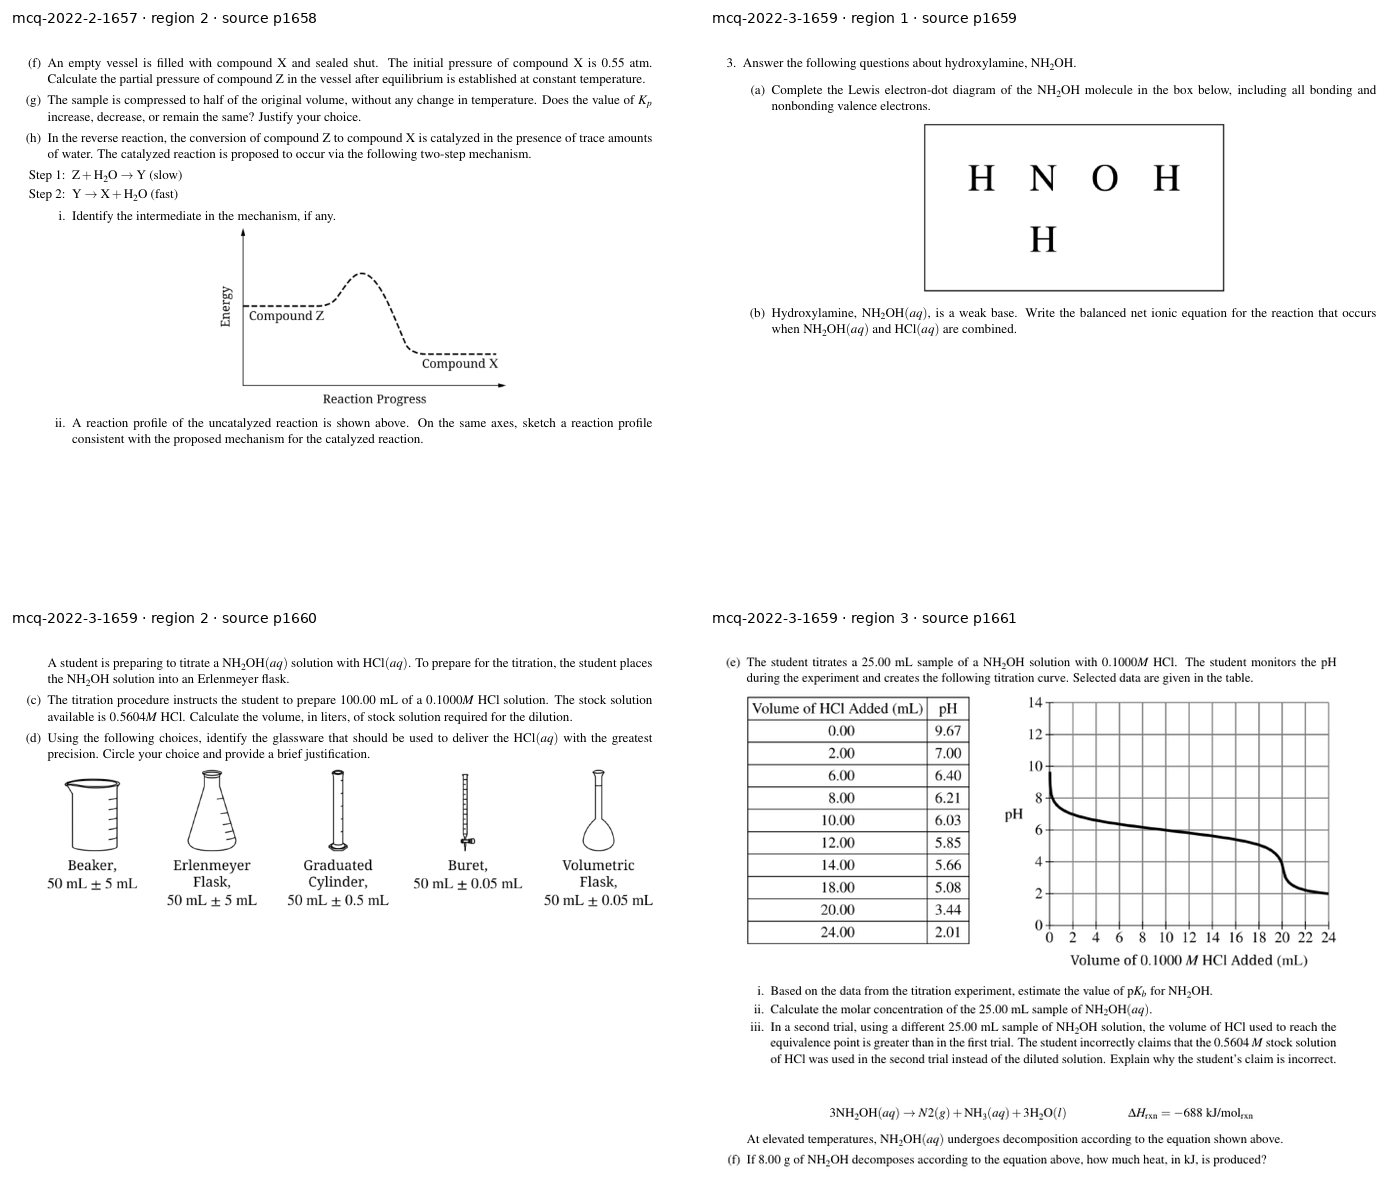 mcq-2022-2-1657 · region 2 · source p1658
(f) An empty vessel is filled with compound X and sealed shut. The initial pressure of compound X is 0.55 atm.
Calculate the partial pressure of compound Z in the vessel after equilibrium is established at constant temperature.
(g) The sample is compressed to half of the original volume, without any change in temperature. Does the value of Kₚ
increase, decrease, or remain the same? Justify your choice.
(h) In the reverse reaction, the conversion of compound Z to compound X is catalyzed in the presence of trace amounts
of water. The catalyzed reaction is proposed to occur via the following two-step mechanism.
Step 1: Z + H₂O → Y (slow)
Step 2: Y → X + H₂O (fast)
i. Identify the intermediate in the mechanism, if any.
Energy
Compound Z
Compound X
Reaction Progress
ii. A reaction profile of the uncatalyzed reaction is shown above. On the same axes, sketch a reaction profile
consistent with the proposed mechanism for the catalyzed reaction.
mcq-2022-3-1659 · region 1 · source p1659
3. Answer the following questions about hydroxylamine, NH₂OH.
(a) Complete the Lewis electron-dot diagram of the NH₂OH molecule in the box below, including all bonding and
nonbonding valence electrons.
H N O H
H
(b) Hydroxylamine, NH₂OH(aq), is a weak base. Write the balanced net ionic equation for the reaction that occurs
when NH₂OH(aq) and HCl(aq) are combined.
mcq-2022-3-1659 · region 2 · source p1660
A student is preparing to titrate a NH₂OH(aq) solution with HCl(aq). To prepare for the titration, the student places
the NH₂OH solution into an Erlenmeyer flask.
(c) The titration procedure instructs the student to prepare 100.00 mL of a 0.1000M HCl solution. The stock solution
available is 0.5604M HCl. Calculate the volume, in liters, of stock solution required for the dilution.
(d) Using the following choices, identify the glassware that should be used to deliver the HCl(aq) with the greatest
precision. Circle your choice and provide a brief justification.
Beaker,
50 mL ± 5 mL
Erlenmeyer
Flask,
50 mL ± 5 mL
Graduated
Cylinder,
50 mL ± 0.5 mL
Buret,
50 mL ± 0.05 mL
Volumetric
Flask,
50 mL ± 0.05 mL
mcq-2022-3-1659 · region 3 · source p1661
(e) The student titrates a 25.00 mL sample of a NH₂OH solution with 0.1000M HCl. The student monitors the pH
during the experiment and creates the following titration curve. Selected data are given in the table.
Volume of HCl Added (mL) pH
0.00 9.67
2.00 7.00
6.00 6.40
8.00 6.21
10.00 6.03
12.00 5.85
14.00 5.66
18.00 5.08
20.00 3.44
24.00 2.01
14
12
10
8
pH
6
4
2
0
0 2 4 6 8 10 12 14 16 18 20 22 24
Volume of 0.1000 M HCl Added (mL)
i. Based on the data from the titration experiment, estimate the value of pK_b for NH₂OH.
ii. Calculate the molar concentration of the 25.00 mL sample of NH₂OH(aq).
iii. In a second trial, using a different 25.00 mL sample of NH₂OH solution, the volume of HCl used to reach the
equivalence point is greater than in the first trial. The student incorrectly claims that the 0.5604 M stock solution
of HCl was used in the second trial instead of the diluted solution. Explain why the student's claim is incorrect.
3NH₂OH(aq) → N2(g) + NH₃(aq) + 3H₂O(l) ΔH_rxn = −688 kJ/mol_rxn
At elevated temperatures, NH₂OH(aq) undergoes decomposition according to the equation shown above.
(f) If 8.00 g of NH₂OH decomposes according to the equation above, how much heat, in kJ, is produced?